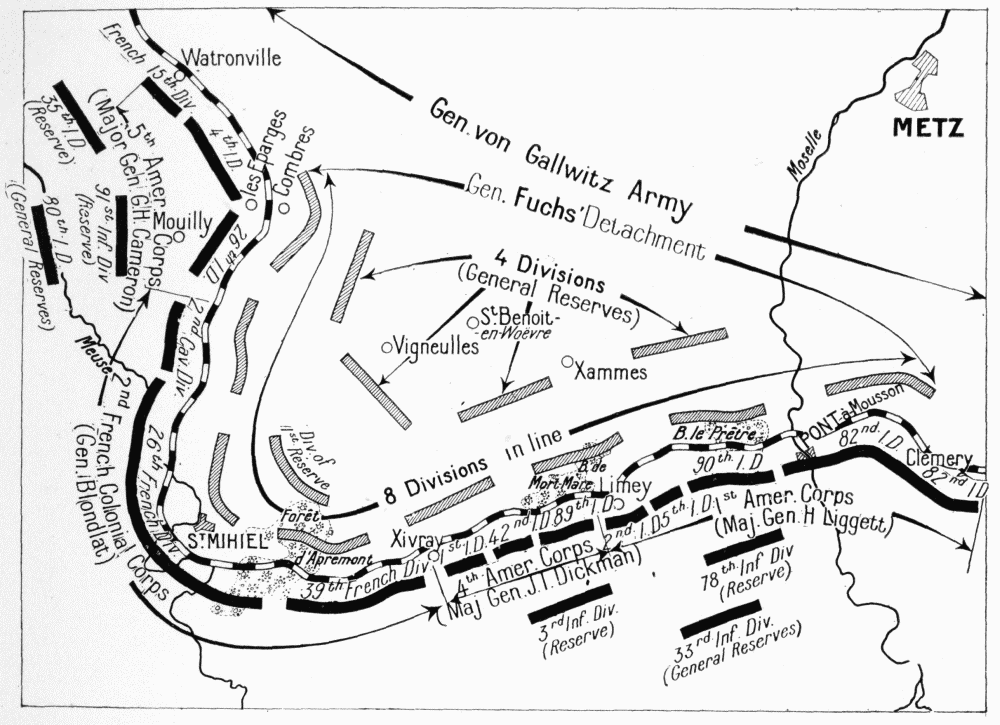 French 15th Div.
Watronville
35th I.D.
(Reserve)
5th Amer. Corps
(Major Gen. G.H. Cameron)
4th I.D.
les Eparges
Combres
91st Inf. Div
(Reserve)
80th I.D.
(General Reserves)
Mouilly
26th I.D.
2nd Cav. Div.
Meuse
2nd French Colonial Corps
(Gen. Blondlat)
26th French Div.
Gen. von Gallwitz Army
Gen. Fuchs' Detachment
METZ
Moselle
4 Divisions
(General Reserves)
St Benoit-
-en-Woëvre
Vigneulles
Xammes
8 Divisions in line
Div. of
1st Reserve
Forêt
d'Apremont
St MIHIEL
B. le Prêtre
B. de
Mort Mare
Limey
PONT-à-Mousson
Clemery
Xivray
39th French Div.
1st I.D.
42nd I.D.
89th I.D.
2nd I.D.
5th I.D.
90th I.D.
82nd. I.D.
82nd I.D.
4th Amer. Corps
(Maj Gen. J.T. Dickman)
1st Amer. Corps
(Maj. Gen. H Liggett)
3rd Inf. Div.
(Reserve)
78th Inf Div
(Reserve)
33rd Inf. Div.
(General Reserves)